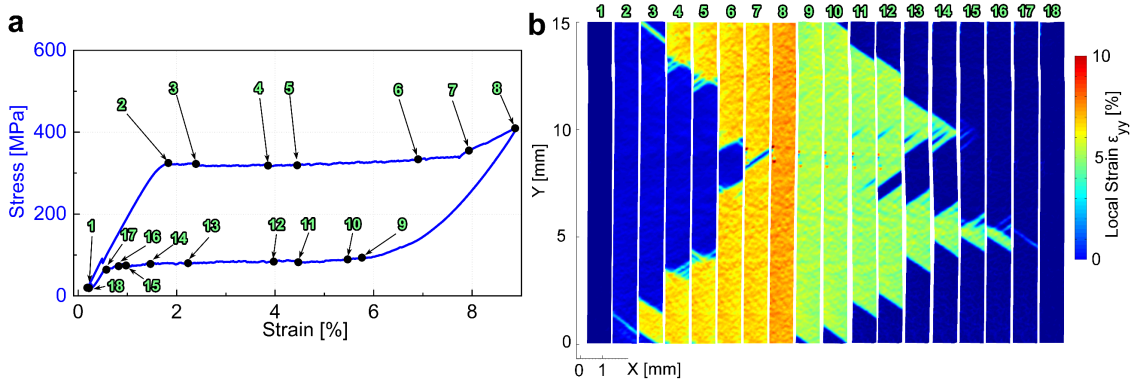 a
600
400
200
0
Stress [MPa]
0 2 4 6 8
Strain [%]
1 2 3 4 5 6 7 8
17 16 14 13 12 11 10 9
18 15
b
1 2 3 4 5 6 7 8 9 10 11 12 13 14 15 16 17 18
15
10
5
0
Y [mm]
0 1 X [mm]
10
5
0
Local Strain εyy [%]